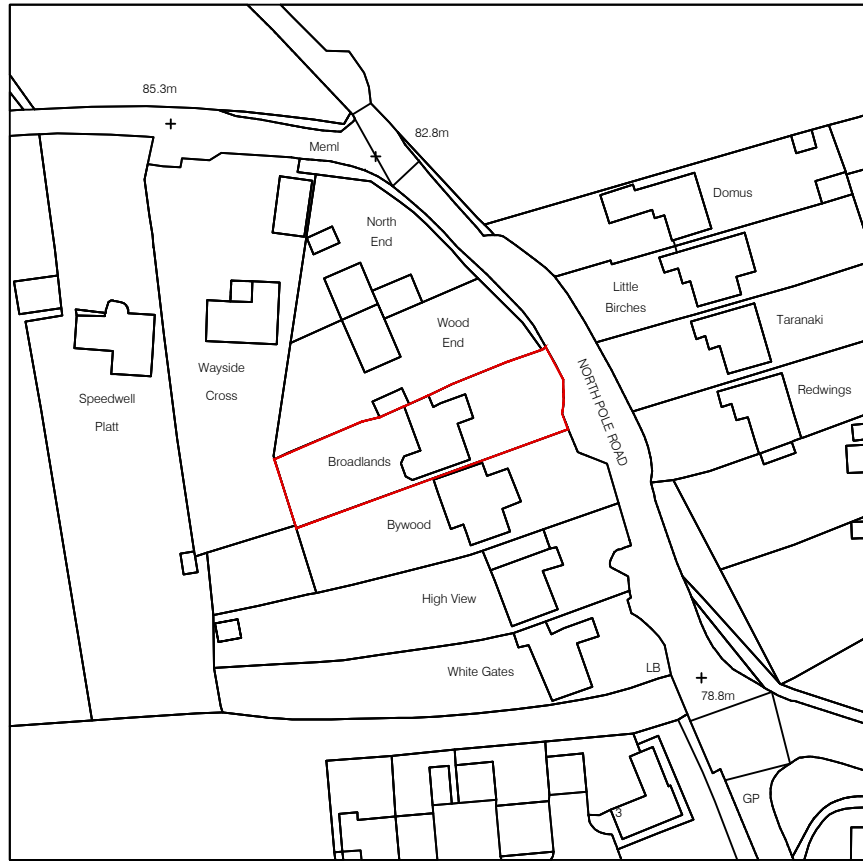 85.3m
82.8m
Meml
Domus
North
End
Little
Birches
Wood
End
Taranaki
Wayside
Cross
Speedwell
Platt
NORTH POLE ROAD
Redwings
Broadlands
Bywood
High View
White Gates
LB
78.8m
GP
3